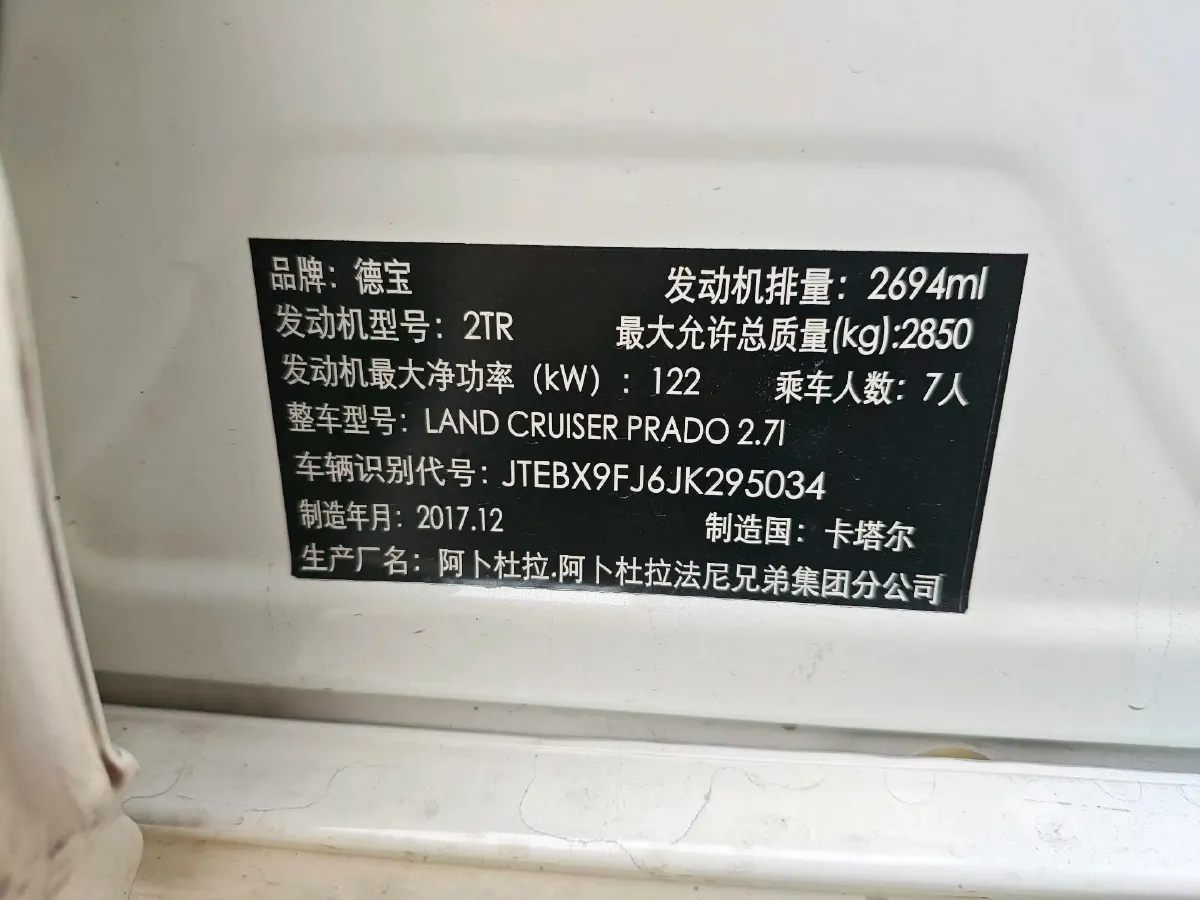 品牌：德宝 发动机排量：2694ml
发动机型号：2TR 最大允许总质量(kg):2850
发动机最大净功率（kW）：122 乘车人数：7人
整车型号：LAND CRUISER PRADO 2.7l
车辆识别代号：JTEBX9FJ6JK295034
制造年月：2017.12 制造国：卡塔尔
生产厂名：阿卜杜拉.阿卜杜拉法尼兄弟集团分公司